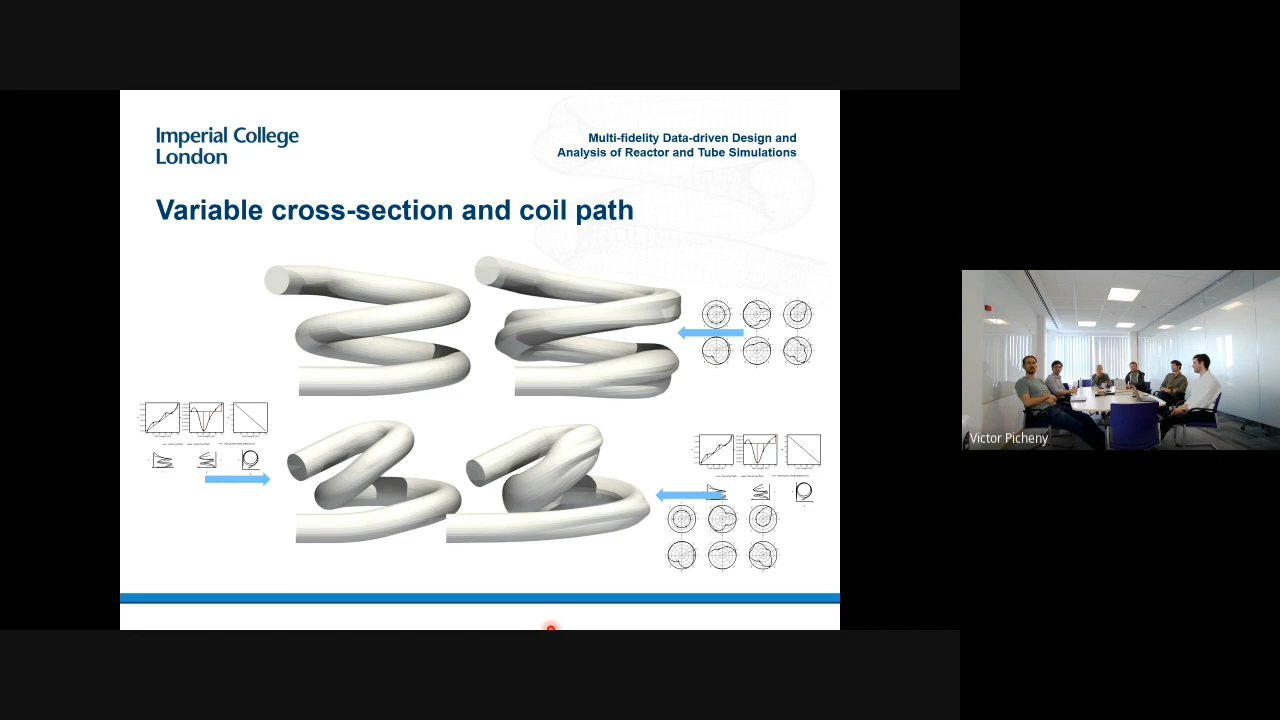 Imperial College
London
Multi-fidelity Data-driven Design and
Analysis of Reactor and Tube Simulations
Variable cross-section and coil path
Victor Picheny